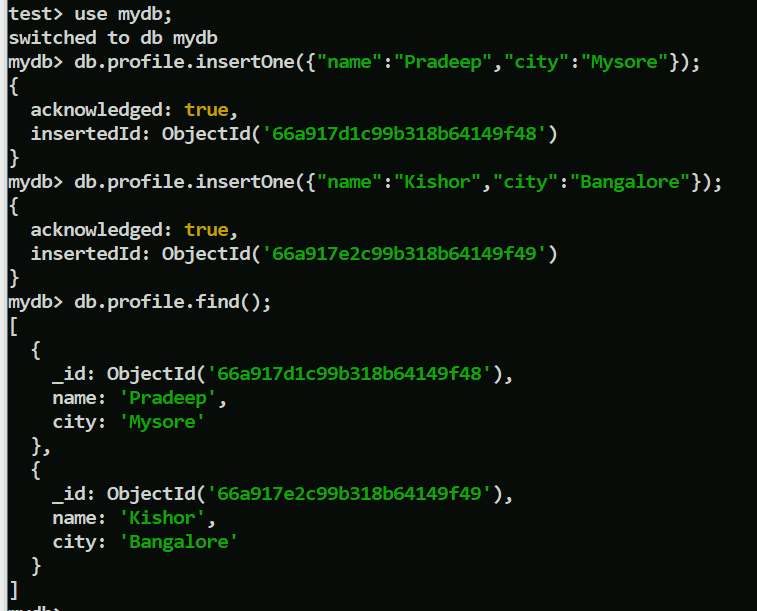 test> use mydb;
switched to db mydb
mydb> db.profile.insertOne({"name":"Pradeep","city":"Mysore"});
{
  acknowledged: true,
  insertedId: ObjectId('66a917d1c99b318b64149f48')
}
mydb> db.profile.insertOne({"name":"Kishor","city":"Bangalore"});
{
  acknowledged: true,
  insertedId: ObjectId('66a917e2c99b318b64149f49')
}
mydb> db.profile.find();
[
  {
    _id: ObjectId('66a917d1c99b318b64149f48'),
    name: 'Pradeep',
    city: 'Mysore'
  },
  {
    _id: ObjectId('66a917e2c99b318b64149f49'),
    name: 'Kishor',
    city: 'Bangalore'
  }
]
mydb>